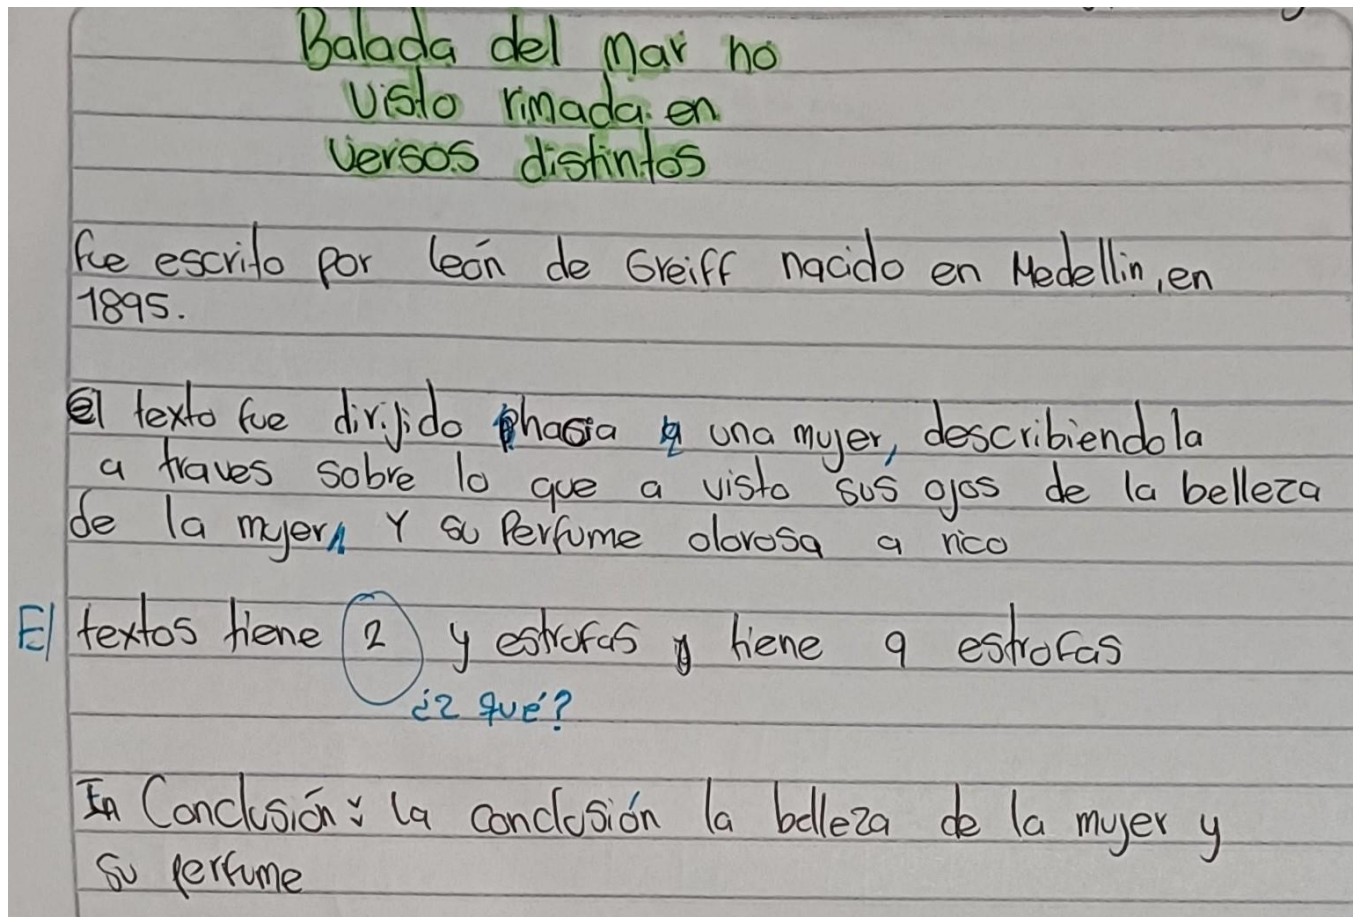 Balada del Mar no
visto rimada en
versos distintos
fue escrito por león de Greiff nacido en Medellin, en
1895.
El texto fue dirijido hacia una mujer, describiendola
a traves sobre lo que a visto sus ojos de la belleza
de la mujer, Y su Perfume olorosa a rico
El textos tiene 2 y estrofas y tiene 9 estrofas
¿2 qué?
In Conclusión: la conclusión la belleza de la mujer y
su perfume